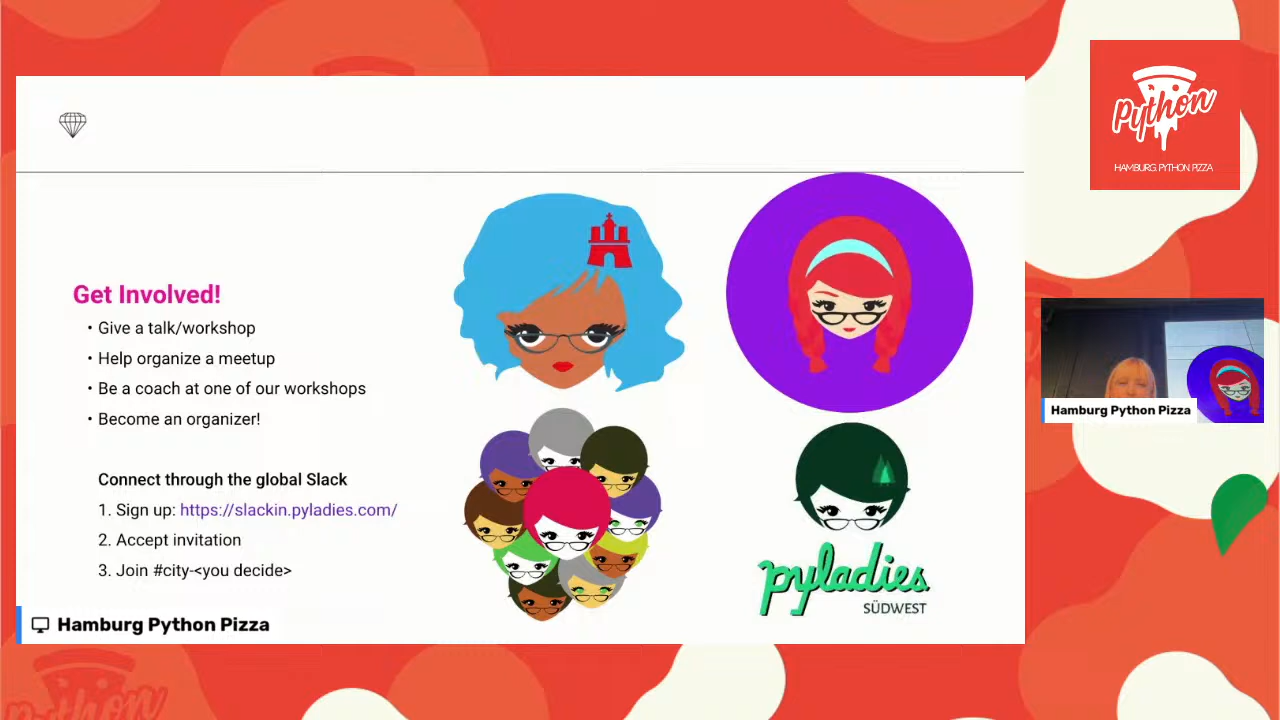 Get Involved!
• Give a talk/workshop
• Help organize a meetup
• Be a coach at one of our workshops
• Become an organizer!
Connect through the global Slack
1. Sign up: https://slackin.pyladies.com/
2. Accept invitation
3. Join #city-<you decide>
pyladies
SÜDWEST
Hamburg Python Pizza
Python
HAMBURG PYTHON PIZZA
Hamburg Python Pizza
Python